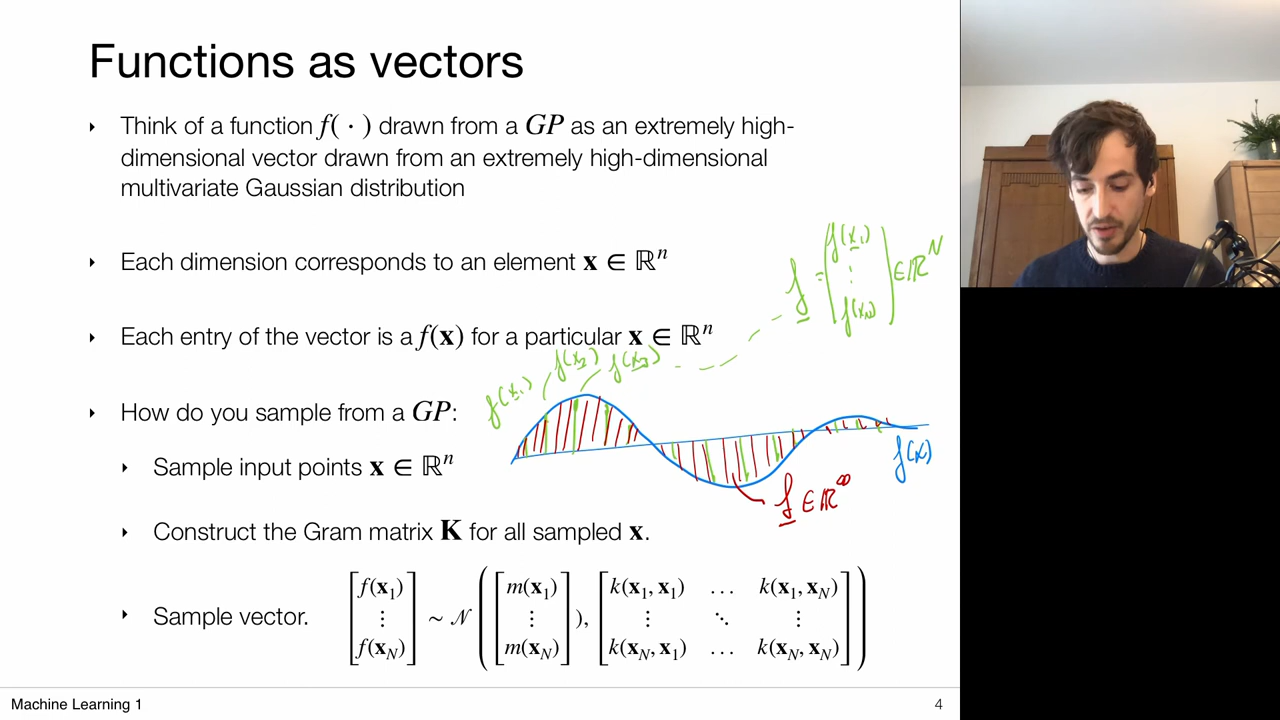 Functions as vectors
‣ Think of a function f( · ) drawn from a GP as an extremely high-
dimensional vector drawn from an extremely high-dimensional
multivariate Gaussian distribution
‣ Each dimension corresponds to an element x ∈ ℝⁿ
f = (f(x₁) ⋮ f(x_N)) ∈ ℝᴺ
‣ Each entry of the vector is a f(x) for a particular x ∈ ℝⁿ
f(x₁) f(x₂) f(x₃)
‣ How do you sample from a GP:
f(x)
‣ Sample input points x ∈ ℝⁿ
f ∈ ℝ^∞
‣ Construct the Gram matrix K for all sampled x.
‣ Sample vector. [f(x₁) ⋮ f(x_N)] ∼ 𝒩 ( [m(x₁) ⋮ m(x_N)] ), [k(x₁, x₁) … k(x₁, x_N) ⋮ ⋱ ⋮ k(x_N, x₁) … k(x_N, x_N)] )
Machine Learning 1
4